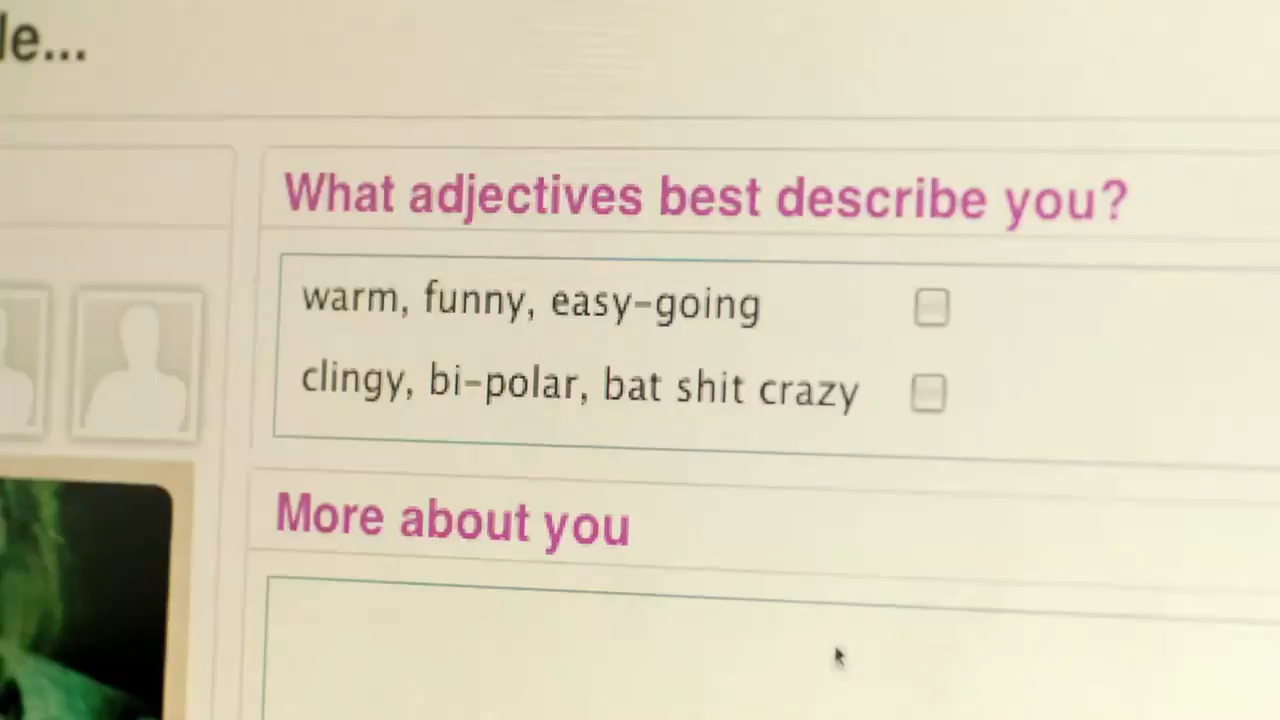 le...
What adjectives best describe you?
warm, funny, easy-going
clingy, bi-polar, bat shit crazy
More about you